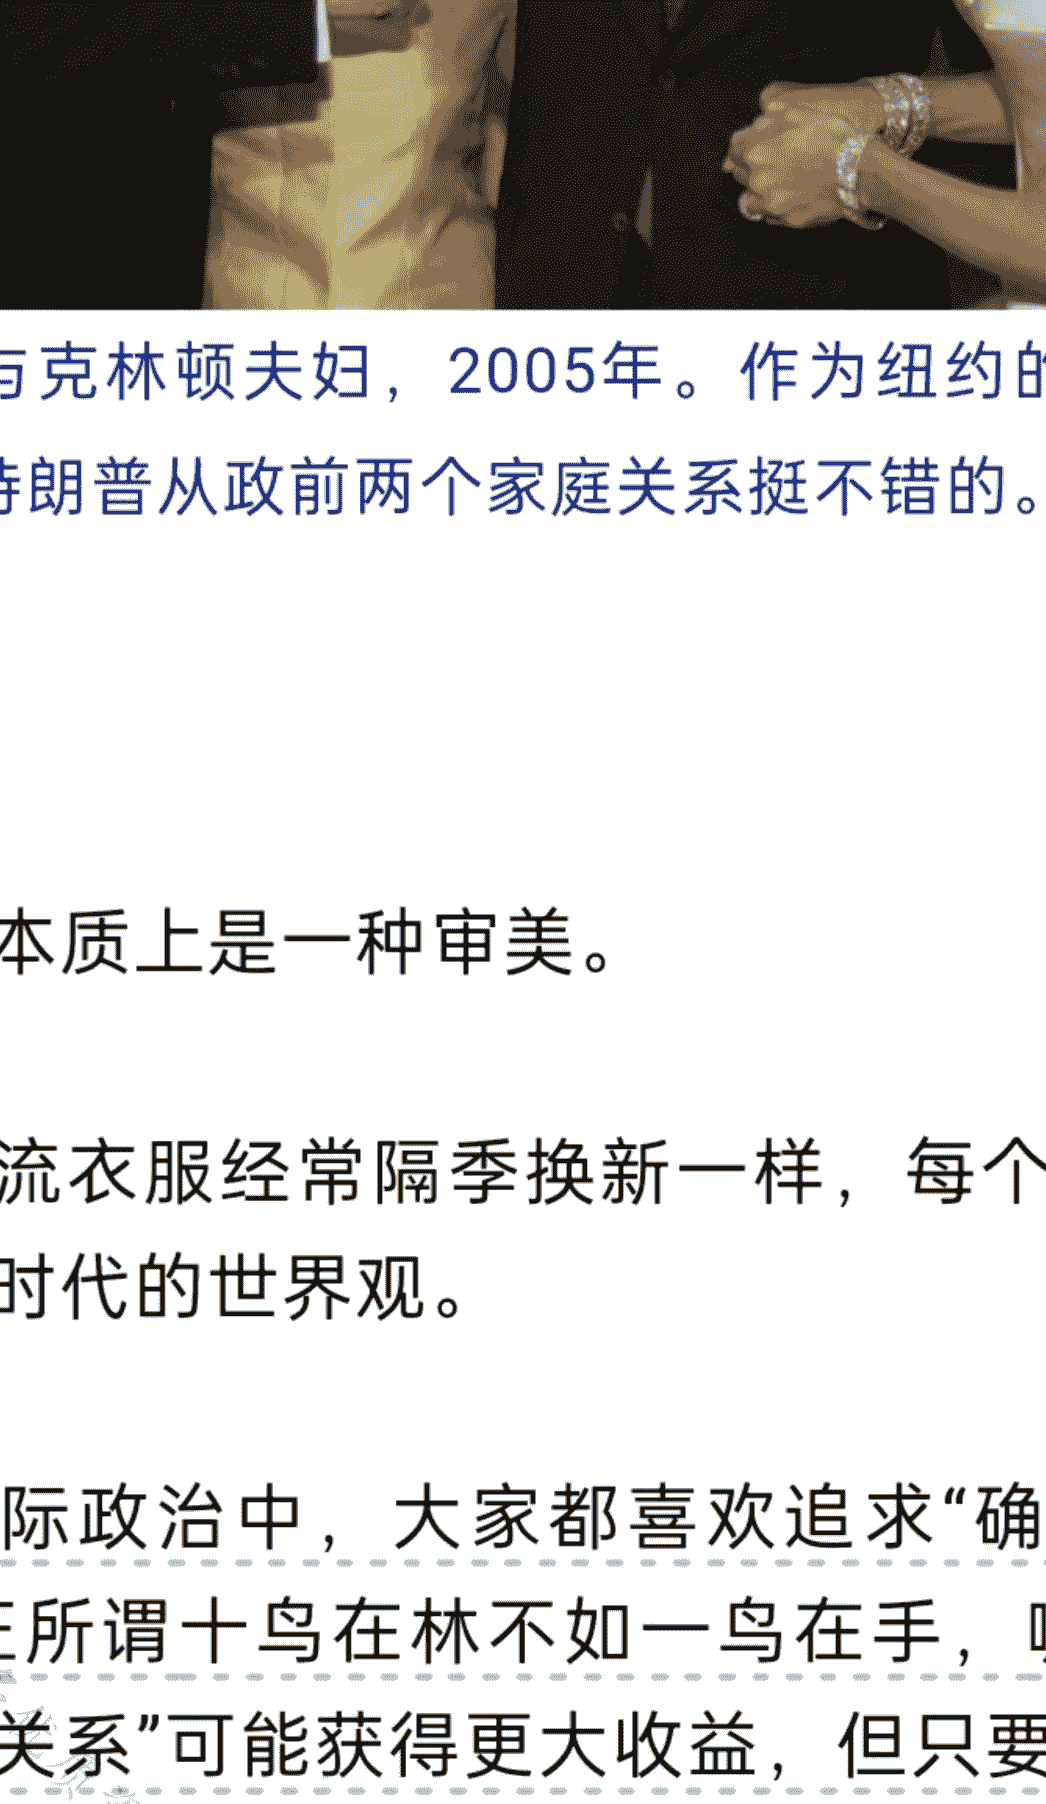 与克林顿夫妇，2005年。作为纽约的
特朗普从政前两个家庭关系挺不错的。
本质上是一种审美。
流衣服经常隔季换新一样，每个
时代的世界观。
际政治中，大家都喜欢追求“确
所谓十鸟在林不如一鸟在手，
关系”可能获得更大收益，但只要